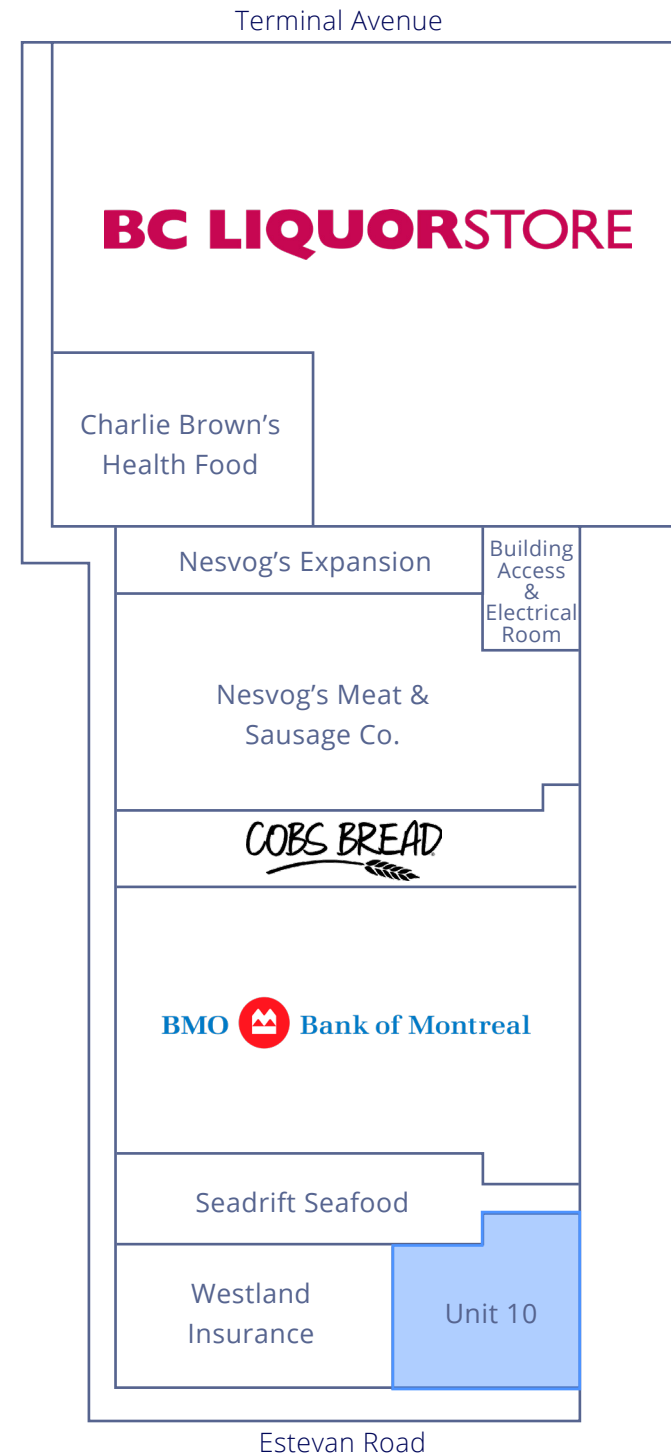 Terminal Avenue
BC LIQUORSTORE
Charlie Brown’s
Health Food
Nesvog’s Expansion
Building
Access
&
Electrical
Room
Nesvog’s Meat &
Sausage Co.
COBS BREAD
BMO Bank of Montreal
Seadrift Seafood
Westland
Insurance
Unit 10
Estevan Road